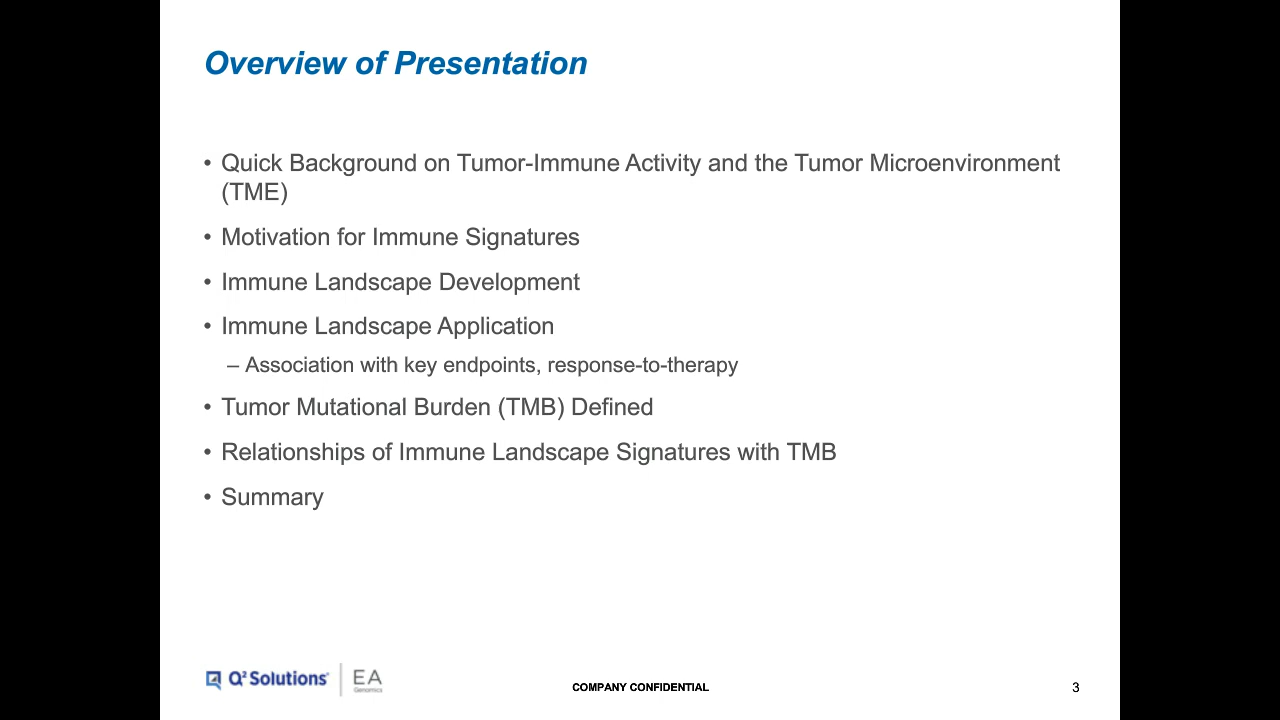 Overview of Presentation
• Quick Background on Tumor-Immune Activity and the Tumor Microenvironment
(TME)
• Motivation for Immune Signatures
• Immune Landscape Development
• Immune Landscape Application
– Association with key endpoints, response-to-therapy
• Tumor Mutational Burden (TMB) Defined
• Relationships of Immune Landscape Signatures with TMB
• Summary
Q² Solutions® EA
Genomics
COMPANY CONFIDENTIAL
3